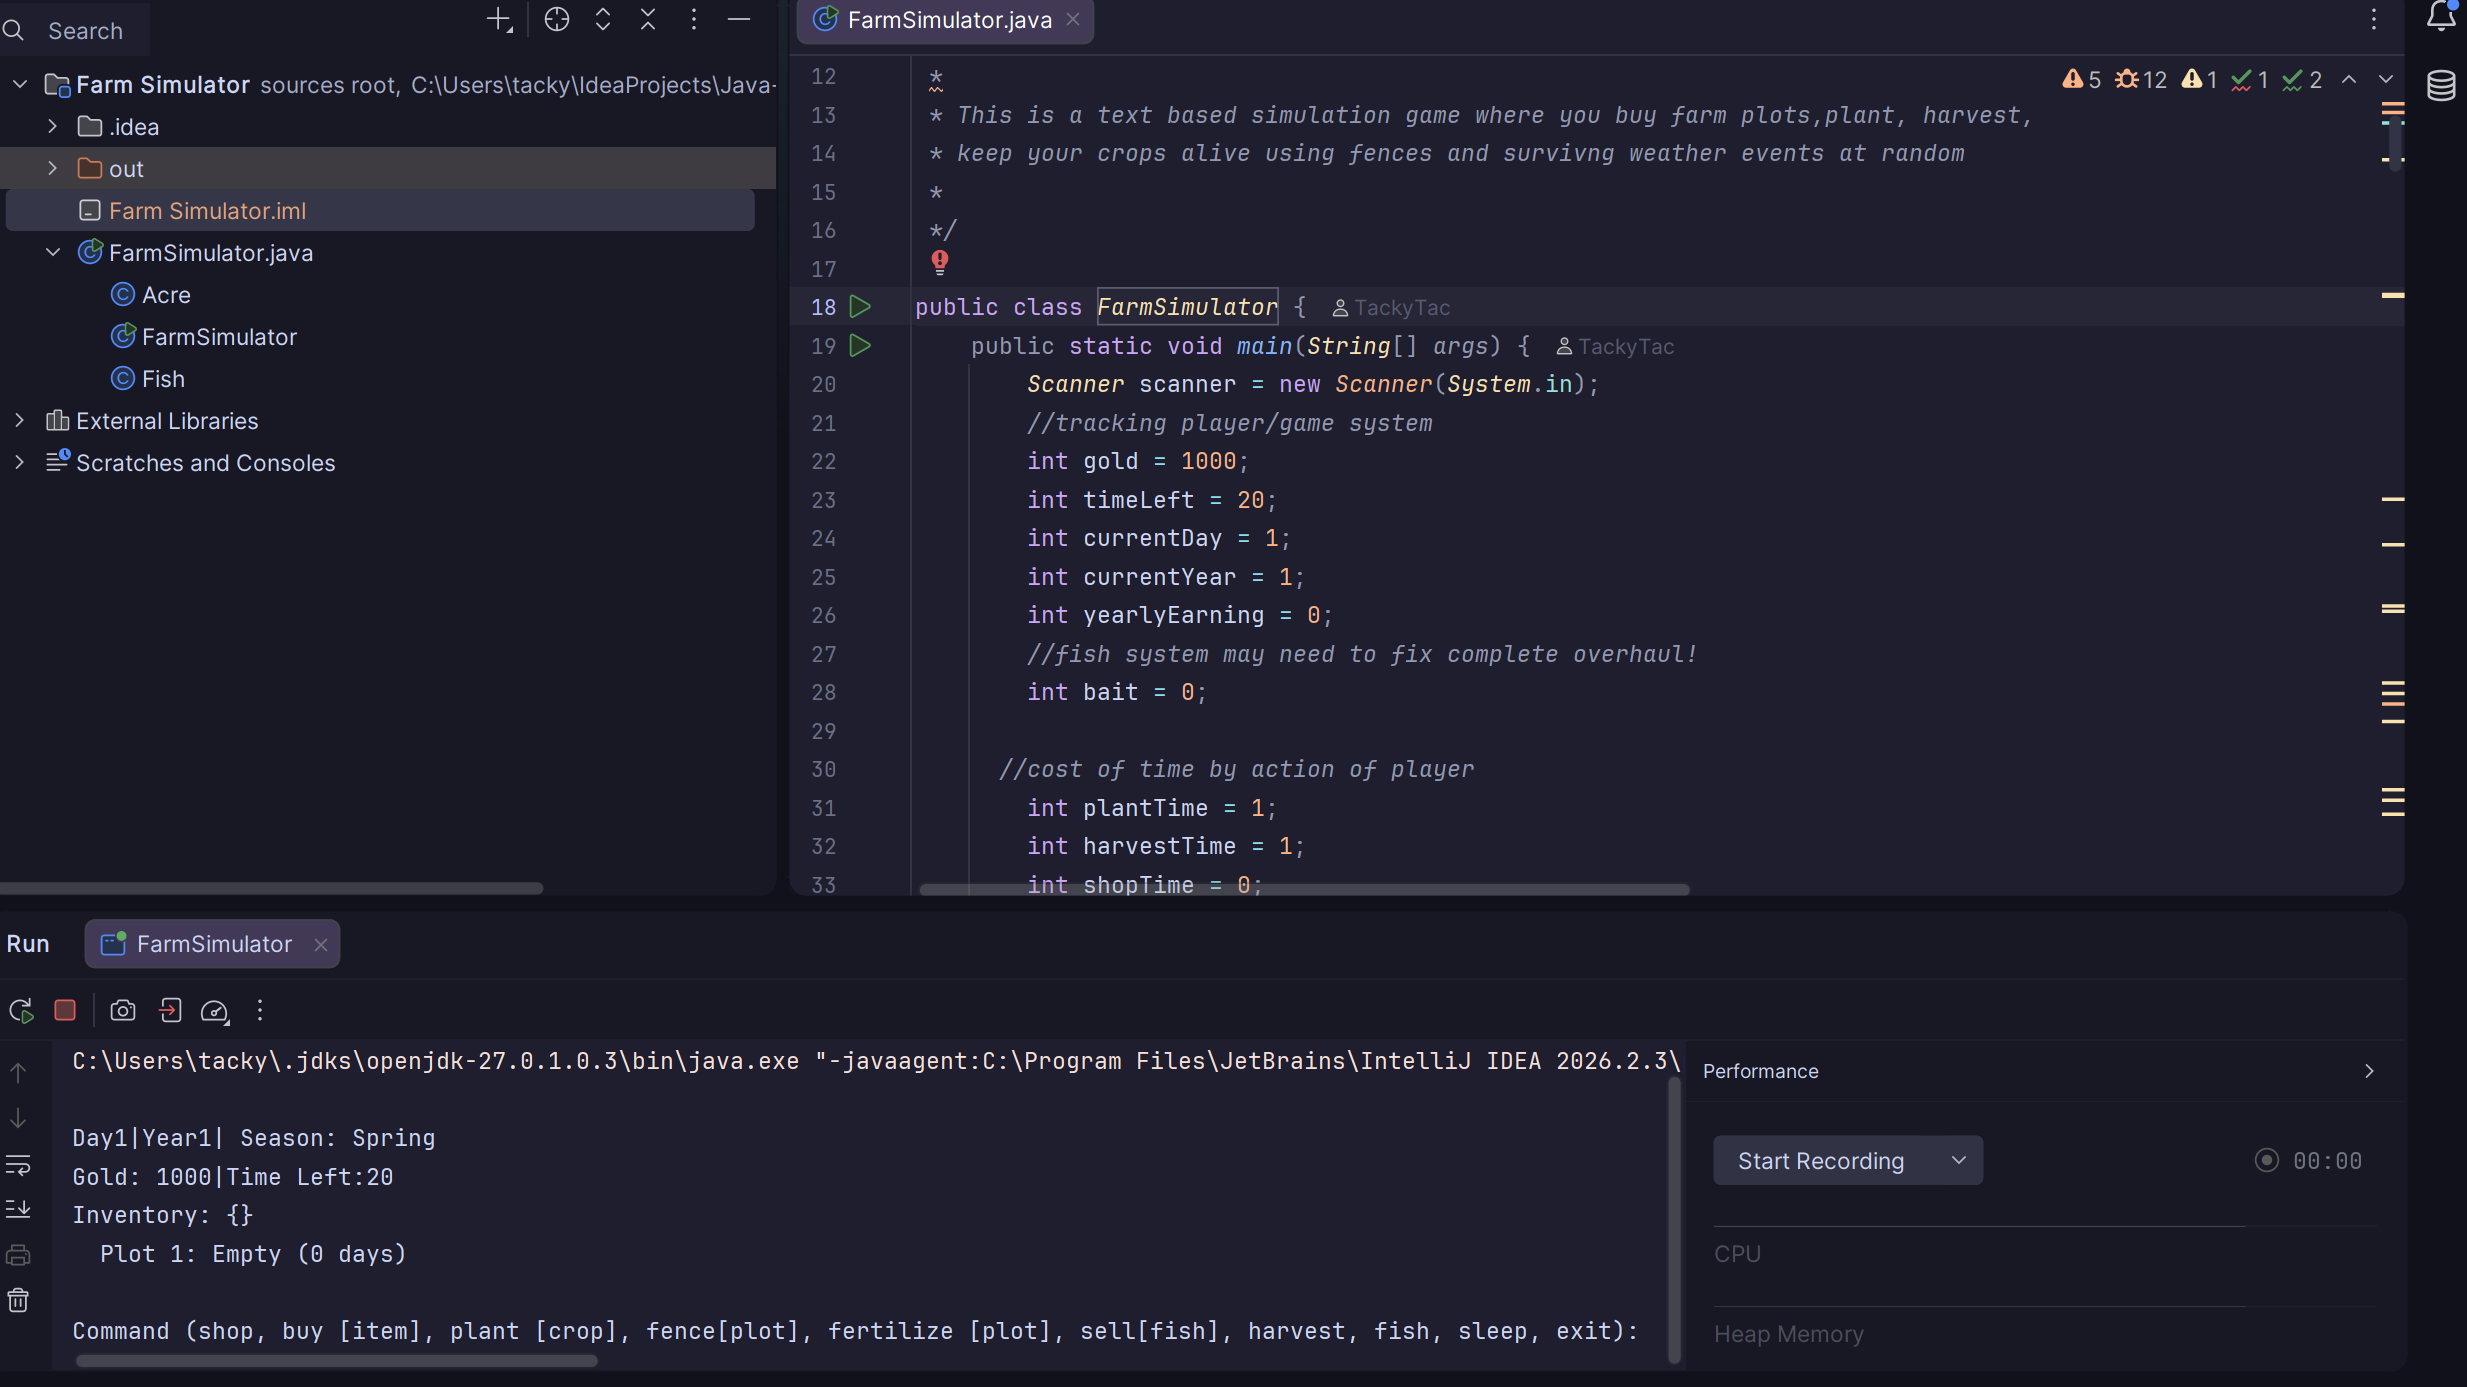 Search
Farm Simulator sources root, C:\Users\tacky\IdeaProjects\Java-
.idea
out
Farm Simulator.iml
FarmSimulator.java
Acre
FarmSimulator
Fish
External Libraries
Scratches and Consoles
FarmSimulator.java
5 12 1 1 2
12 *
13 * This is a text based simulation game where you buy farm plots,plant, harvest,
14 * keep your crops alive using fences and survivng weather events at random
15 *
16 */
17
18 public class FarmSimulator { TackyTac
19 public static void main(String[] args) { TackyTac
20 Scanner scanner = new Scanner(System.in);
21 //tracking player/game system
22 int gold = 1000;
23 int timeLeft = 20;
24 int currentDay = 1;
25 int currentYear = 1;
26 int yearlyEarning = 0;
27 //fish system may need to fix complete overhaul!
28 int bait = 0;
29
30 //cost of time by action of player
31 int plantTime = 1;
32 int harvestTime = 1;
33 int shopTime = 0;
Run FarmSimulator
C:\Users\tacky\.jdks\openjdk-27.0.1.0.3\bin\java.exe "-javaagent:C:\Program Files\JetBrains\IntelliJ IDEA 2026.2.3\
Day1|Year1| Season: Spring
Gold: 1000|Time Left:20
Inventory: {}
Plot 1: Empty (0 days)
Command (shop, buy [item], plant [crop], fence[plot], fertilize [plot], sell[fish], harvest, fish, sleep, exit):
Performance
Start Recording 00:00
CPU
Heap Memory